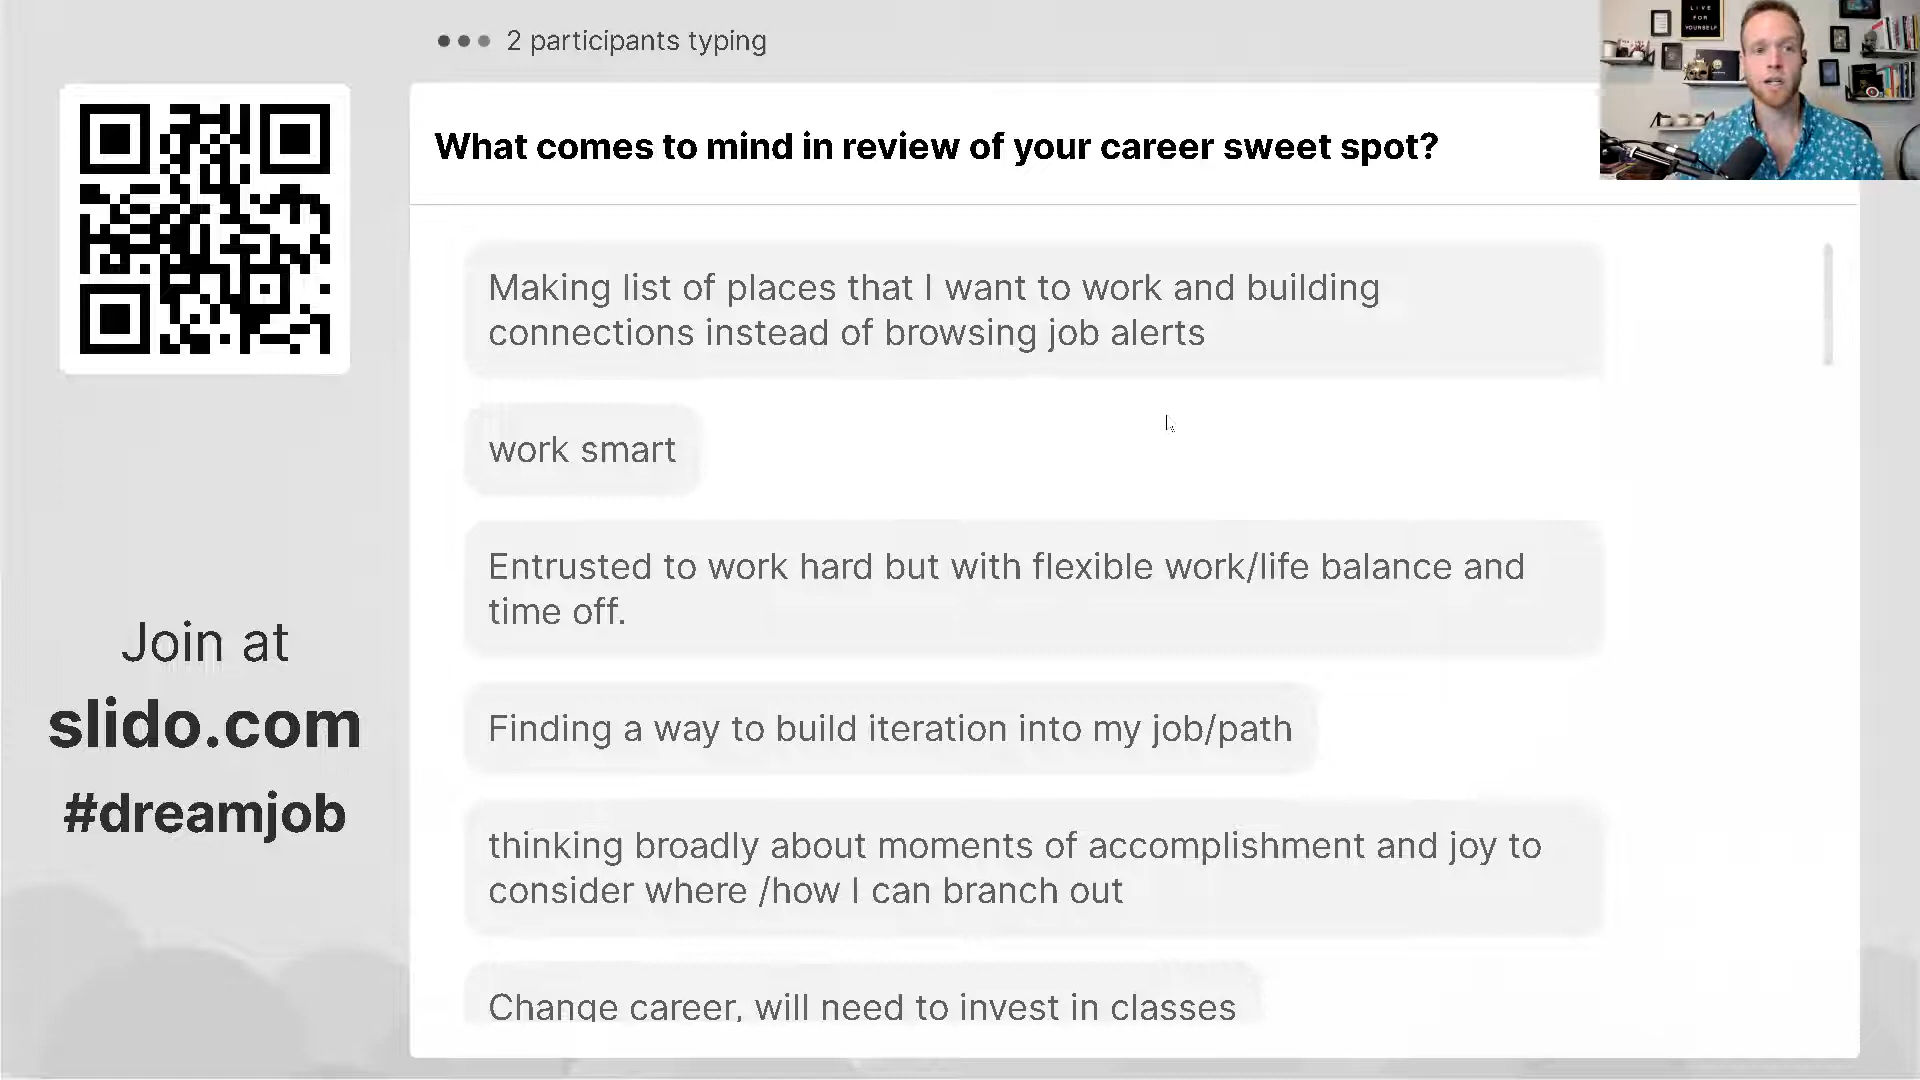 2 participants typing
LIVE
FOR
YOURSELF
What comes to mind in review of your career sweet spot?
Making list of places that I want to work and building
connections instead of browsing job alerts
work smart
Entrusted to work hard but with flexible work/life balance and
time off.
Finding a way to build iteration into my job/path
thinking broadly about moments of accomplishment and joy to
consider where /how I can branch out
Change career, will need to invest in classes
Join at
slido.com
#dreamjob